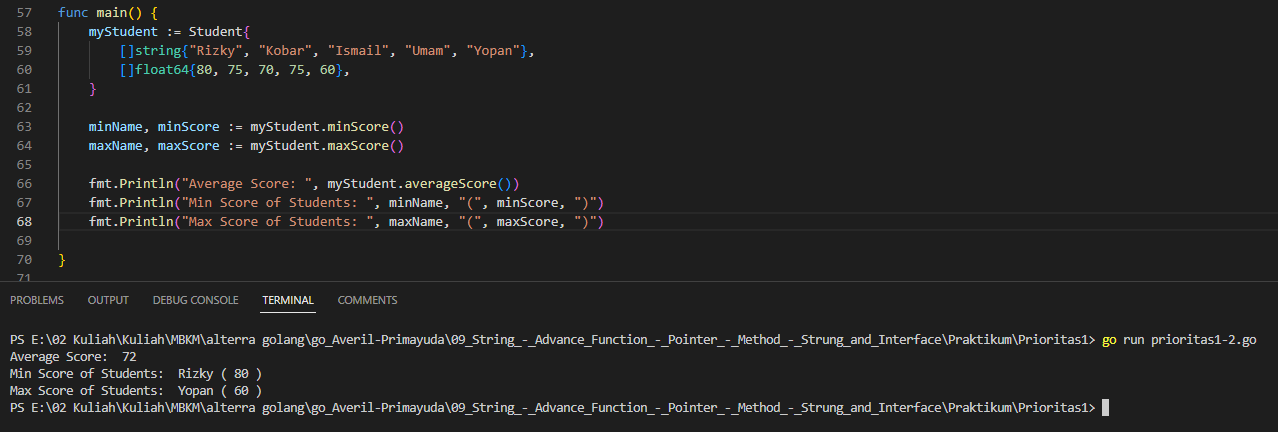 57 func main() {
58     myStudent := Student{
59         []string{"Rizky", "Kobar", "Ismail", "Umam", "Yopan"},
60         []float64{80, 75, 70, 75, 60},
61     }
62
63     minName, minScore := myStudent.minScore()
64     maxName, maxScore := myStudent.maxScore()
65
66     fmt.Println("Average Score: ", myStudent.averageScore())
67     fmt.Println("Min Score of Students: ", minName, "(", minScore, ")")
68     fmt.Println("Max Score of Students: ", maxName, "(", maxScore, ")")
69
70 }
71
PROBLEMS OUTPUT DEBUG CONSOLE TERMINAL COMMENTS
PS E:\02 Kuliah\Kuliah\MBKM\alterra golang\go_Averil-Primayuda\09_String_-_Advance_Function_-_Pointer_-_Method_-_Strung_and_Interface\Praktikum\Prioritas1> go run prioritas1-2.go
Average Score:  72
Min Score of Students:  Rizky ( 80 )
Max Score of Students:  Yopan ( 60 )
PS E:\02 Kuliah\Kuliah\MBKM\alterra golang\go_Averil-Primayuda\09_String_-_Advance_Function_-_Pointer_-_Method_-_Strung_and_Interface\Praktikum\Prioritas1>